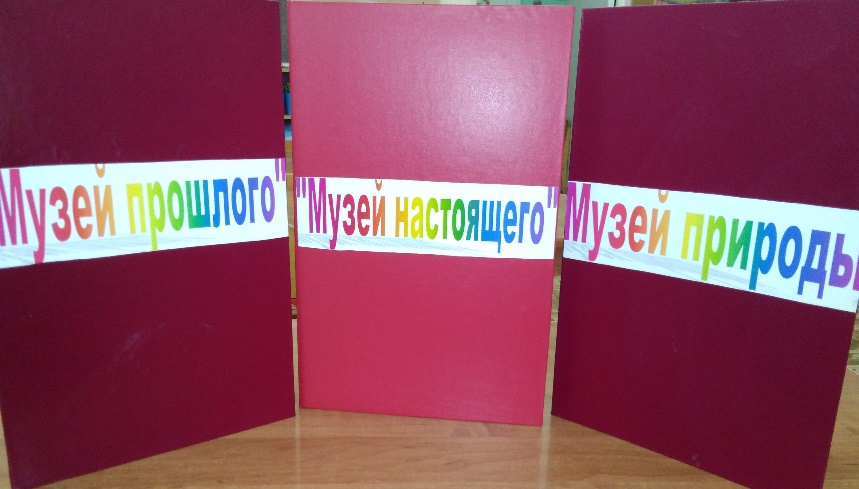 Музей прошлого"
"Музей настоящего"
Музей природы